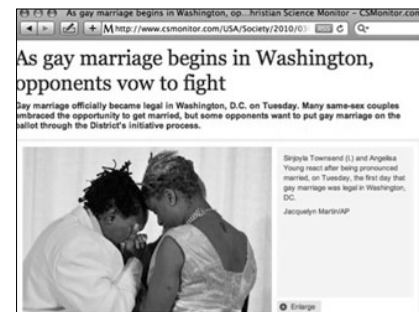 As gay marriage begins in Washington, op...hristian Science Monitor – CSMonitor.com
M http://www.csmonitor.com/USA/Society/2010/03 RSS
As gay marriage begins in Washington,
opponents vow to fight
Gay marriage officially became legal in Washington, D.C. on Tuesday. Many same-sex couples
embraced the opportunity to get married, but some opponents want to put gay marriage on the
ballot through the District's initiative process.
Sinjoyla Townsend (l.) and Angelisa
Young react after being pronounced
married, on Tuesday, the first day that
gay marriage was legal in Washington,
DC.
Jacquelyn Martin/AP
Enlarge